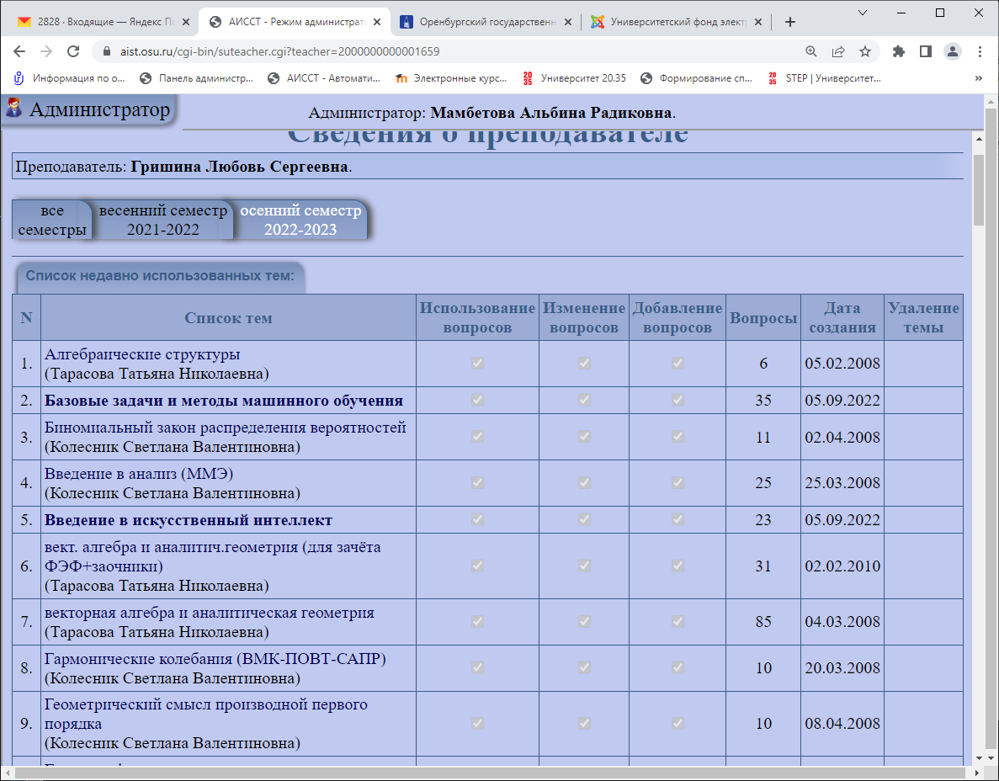 2828 · Входящие — Яндекс По
АИССТ - Режим администрат
Оренбургский государственн
Университетский фонд электр
aist.osu.ru/cgi-bin/suteacher.cgi?teacher=2000000000001659
Информация по о...
Панель администр...
АИССТ - Автомати...
Электронные курс...
Университет 20.35
Формирование сп...
STEP | Университет...
»
Администратор
Администратор: Мамбетова Альбина Радиковна.
Сведения о преподавателе
Преподаватель: Гришина Любовь Сергеевна.
все
семестры
весенний семестр
2021-2022
осенний семестр
2022-2023
Список недавно использованных тем:
N Список тем Использование вопросов Изменение вопросов Добавление вопросов Вопросы Дата создания Удаление темы
1. Алгебраические структуры 6 05.02.2008
(Тарасова Татьяна Николаевна)
2. Базовые задачи и методы машинного обучения 35 05.09.2022
3. Биномиальный закон распределения вероятностей 11 02.04.2008
(Колесник Светлана Валентиновна)
4. Введение в анализ (ММЭ) 25 25.03.2008
(Колесник Светлана Валентиновна)
5. Введение в искусственный интеллект 23 05.09.2022
6. вект. алгебра и аналитич.геометрия (для зачёта 31 02.02.2010
ФЭФ+заочники)
(Тарасова Татьяна Николаевна)
7. векторная алгебра и аналитическая геометрия 85 04.03.2008
(Тарасова Татьяна Николаевна)
8. Гармонические колебания (ВМК-ПОВТ-САПР) 10 20.03.2008
(Колесник Светлана Валентиновна)
9. Геометрический смысл производной первого 10 08.04.2008
порядка
(Колесник Светлана Валентиновна)